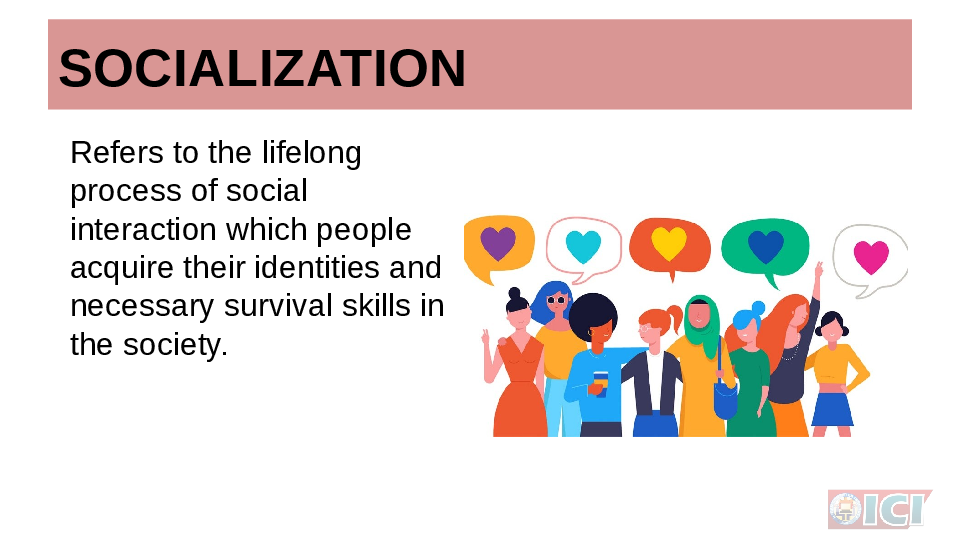 SOCIALIZATION
Refers to the lifelong
process of social
interaction which people
acquire their identities and
necessary survival skills in
the society.
ICI